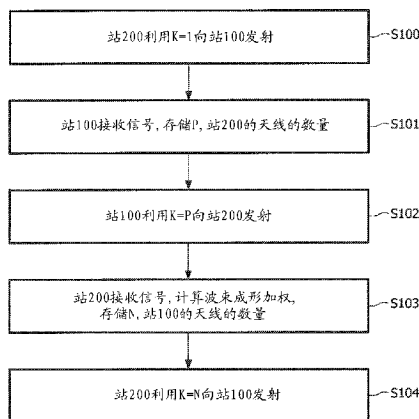 站200利用K=1向站100发射
S100
站100接收信号,存储P,站200的天线的数量
S101
站100利用K=P向站200发射
S102
站200接收信号,计算波束成形加权,
存储N,站100的天线的数量
S103
站200利用K=N向站100发射
S104